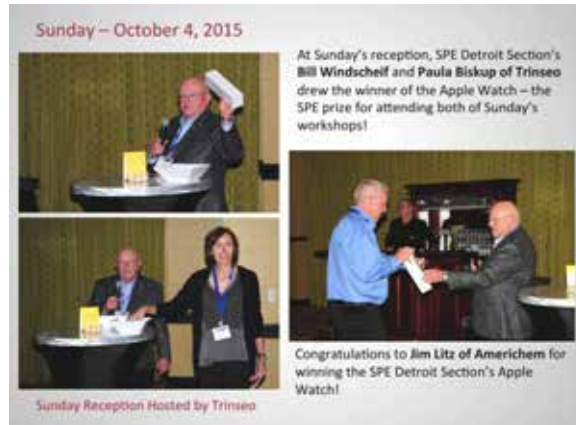 Sunday – October 4, 2015
At Sunday's reception, SPE Detroit Section's
Bill Windscheif and Paula Biskup of Trinseo
drew the winner of the Apple Watch – the
SPE prize for attending both of Sunday's
workshops!
Congratulations to Jim Litz of Americhem for
winning the SPE Detroit Section's Apple
Watch!
Sunday Reception Hosted by Trinseo